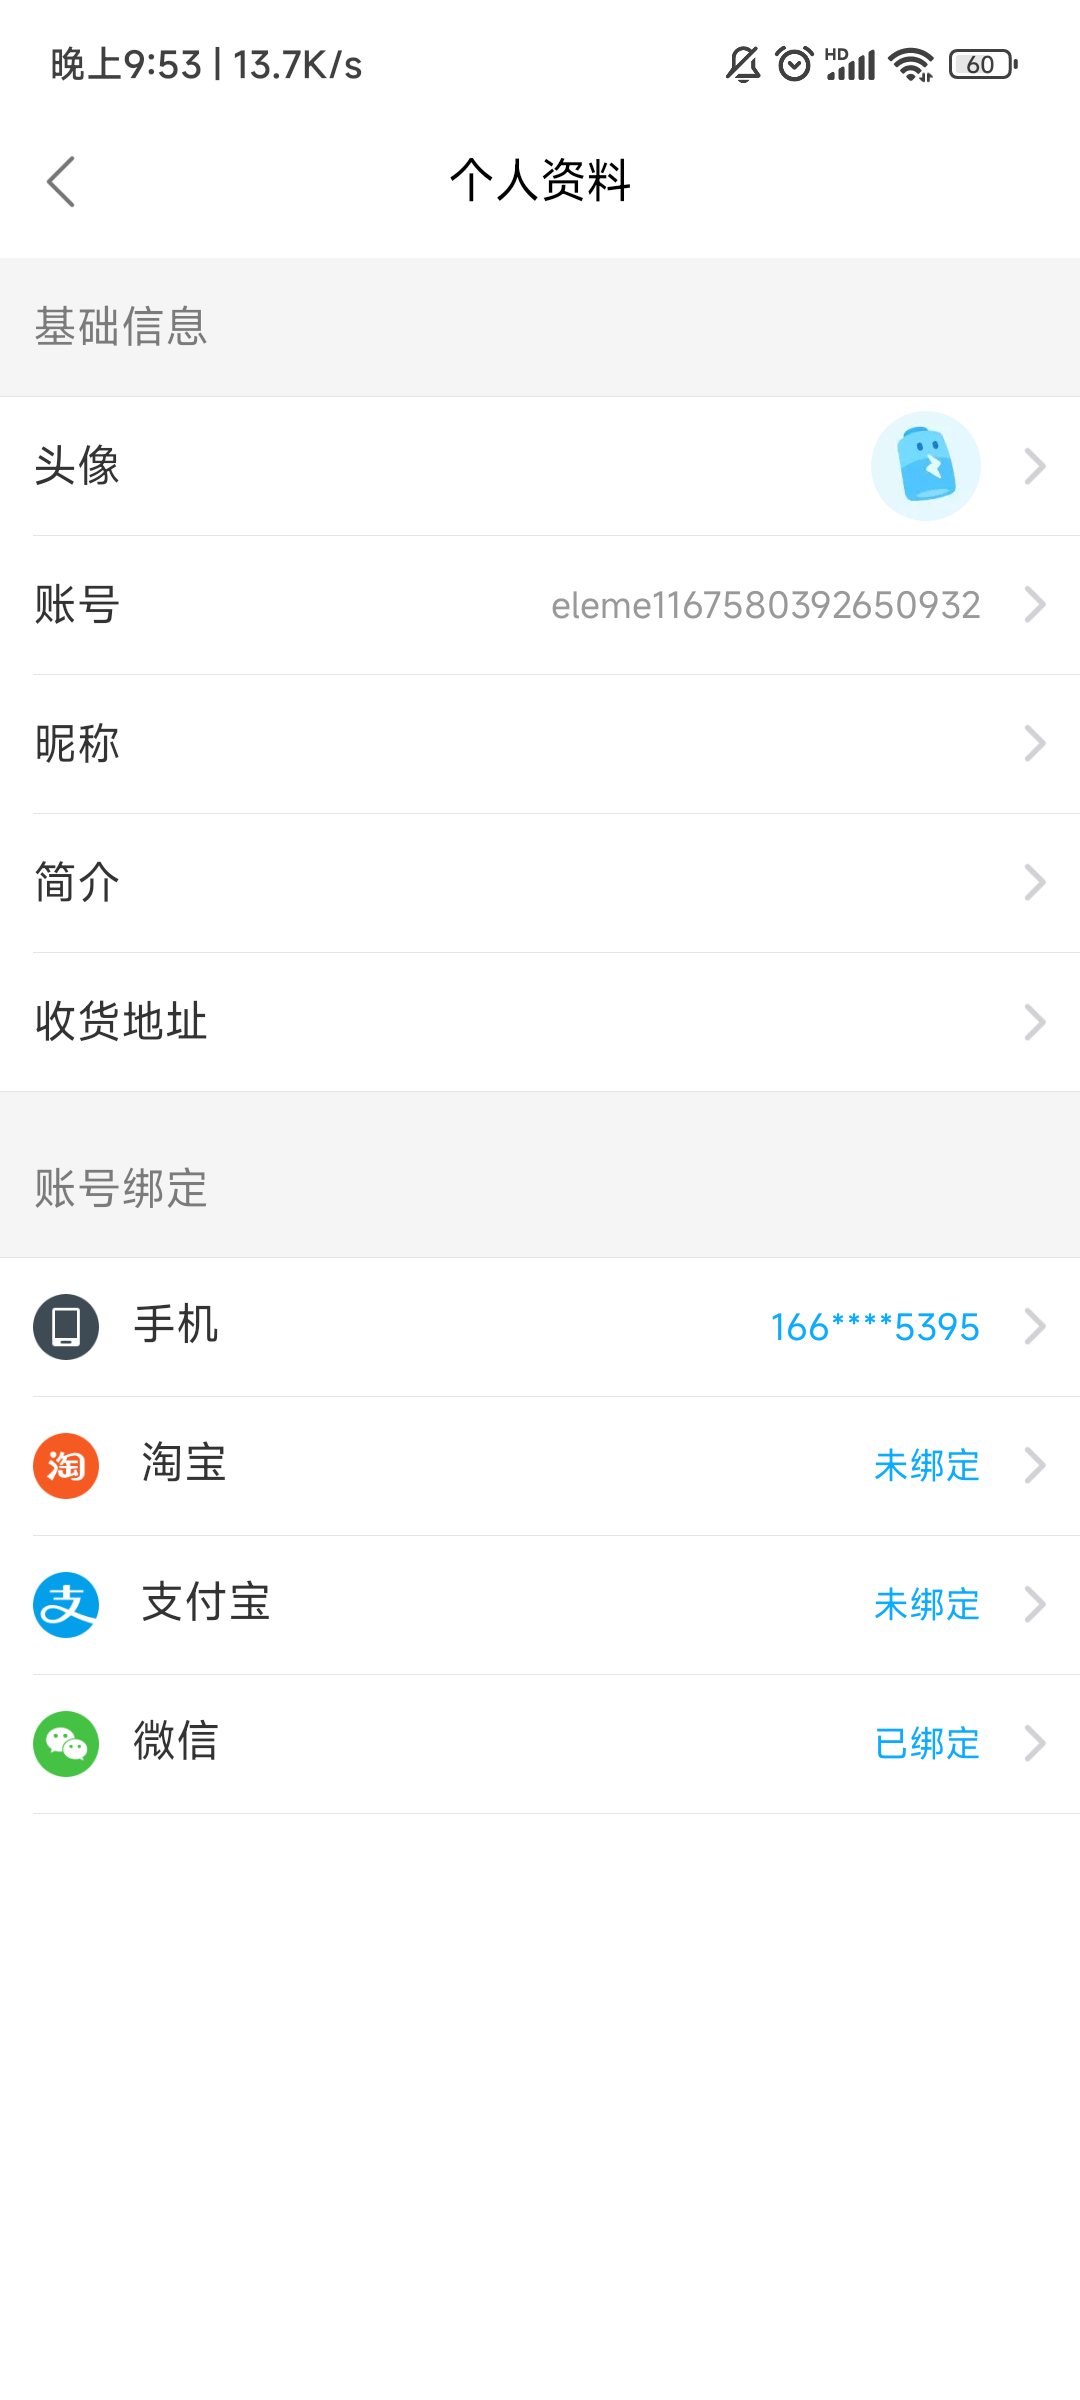 晚上9:53 | 13.7K/s
HD
60
个人资料
基础信息
头像
账号 eleme1167580392650932
昵称
简介
收货地址
账号绑定
手机 166****5395
淘 淘宝 未绑定
支 支付宝 未绑定
微信 已绑定